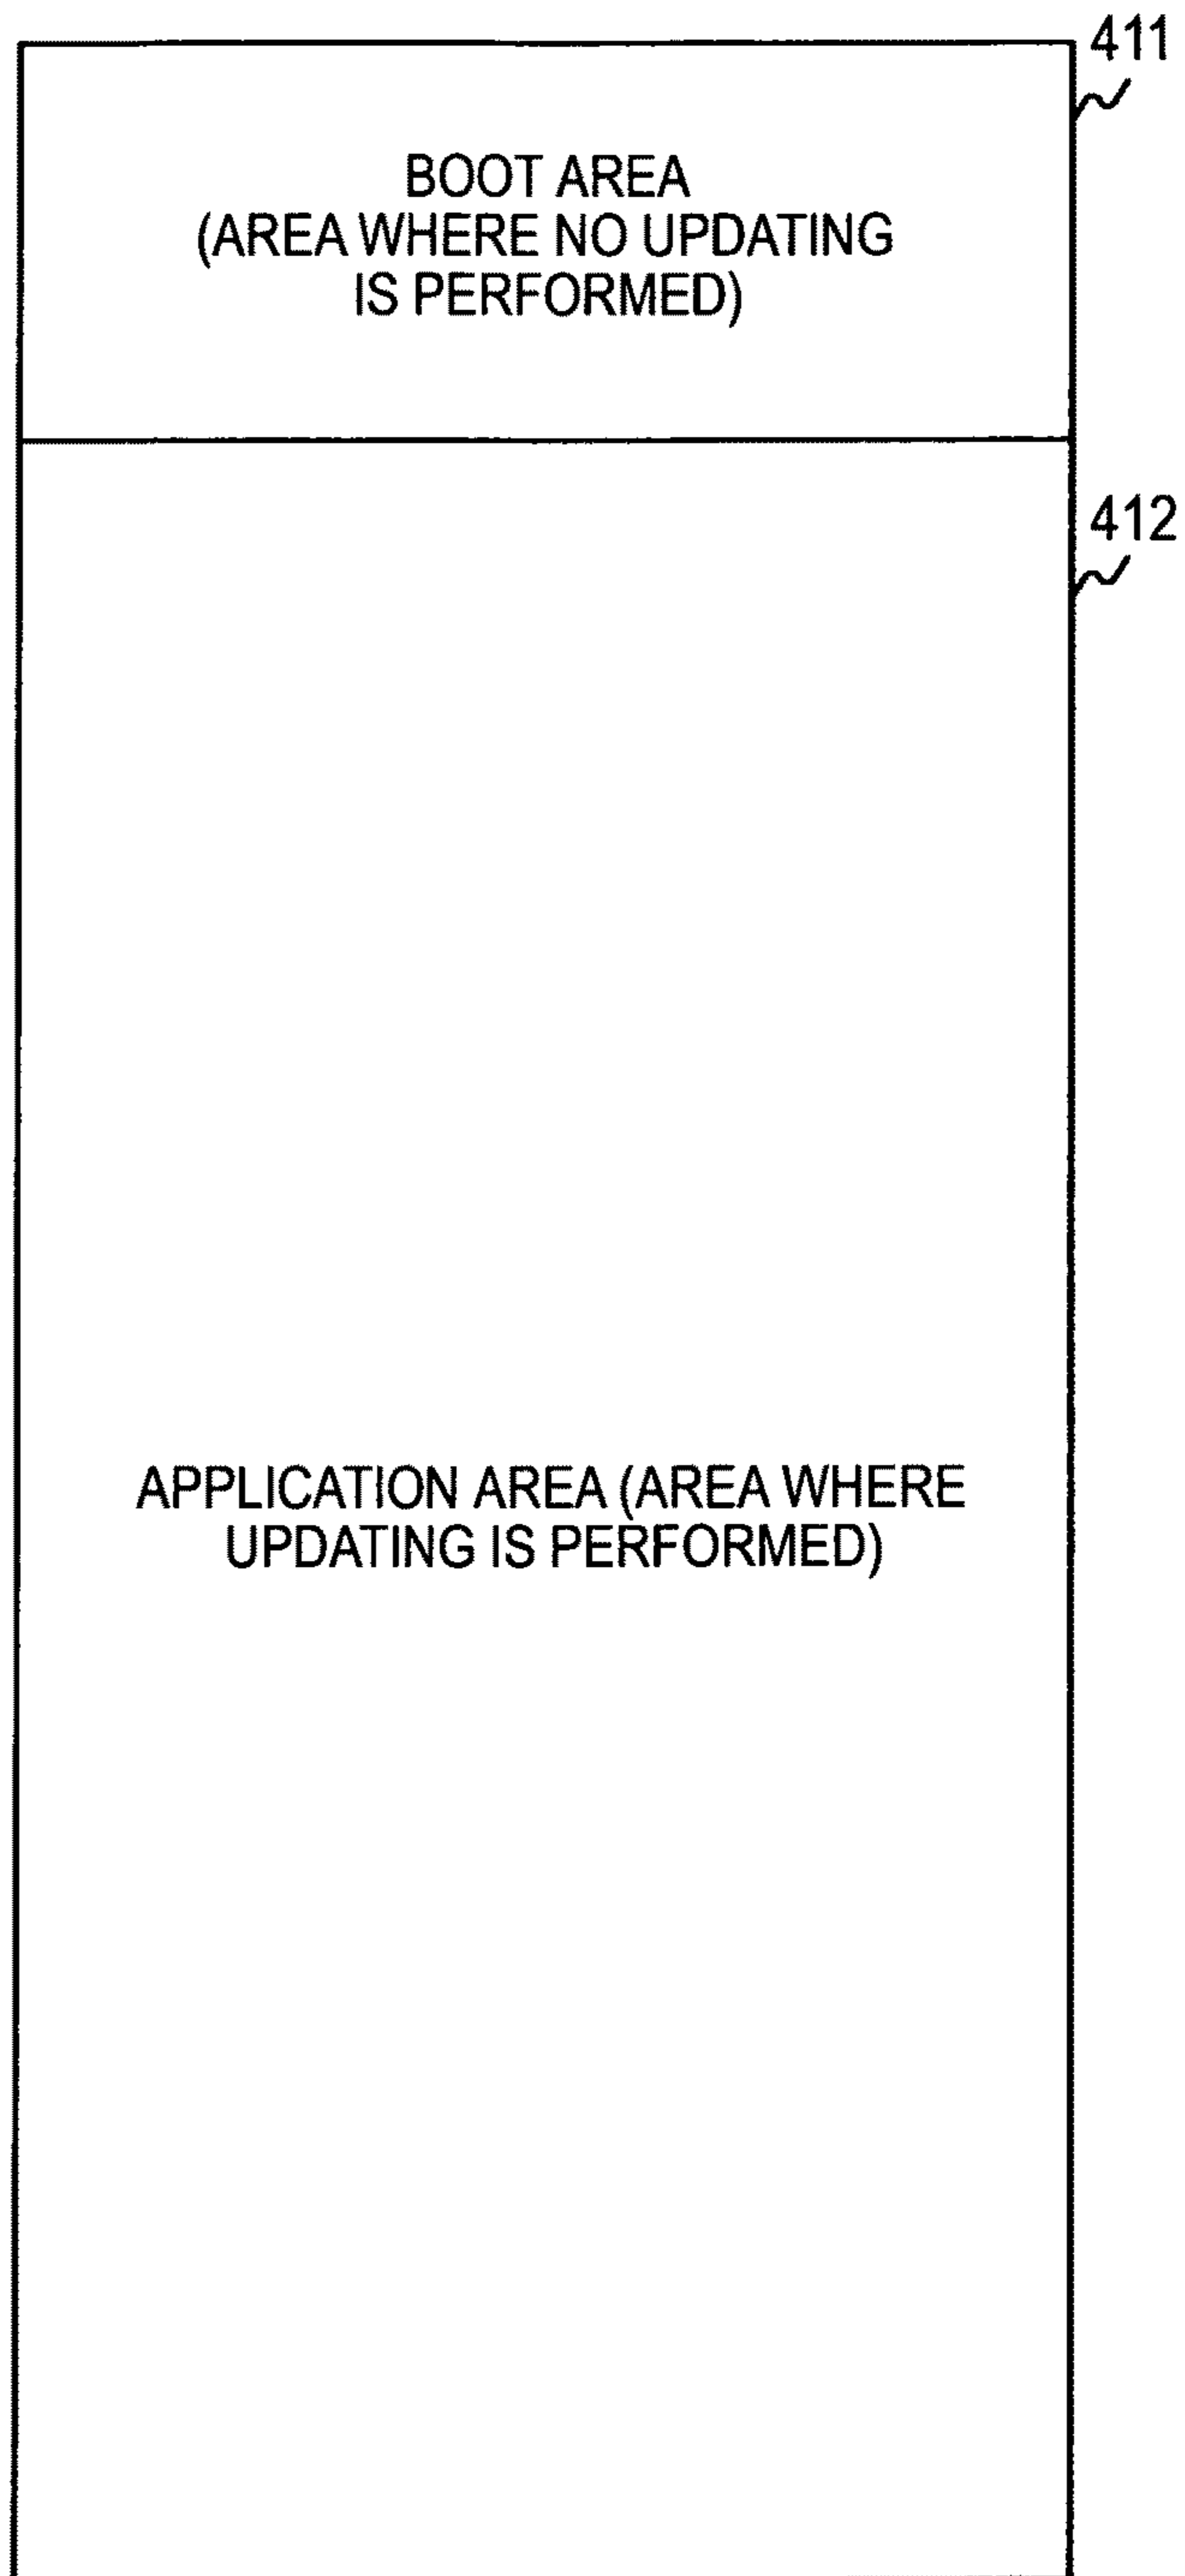 411
BOOT AREA
(AREA WHERE NO UPDATING
IS PERFORMED)
412
APPLICATION AREA (AREA WHERE
UPDATING IS PERFORMED)